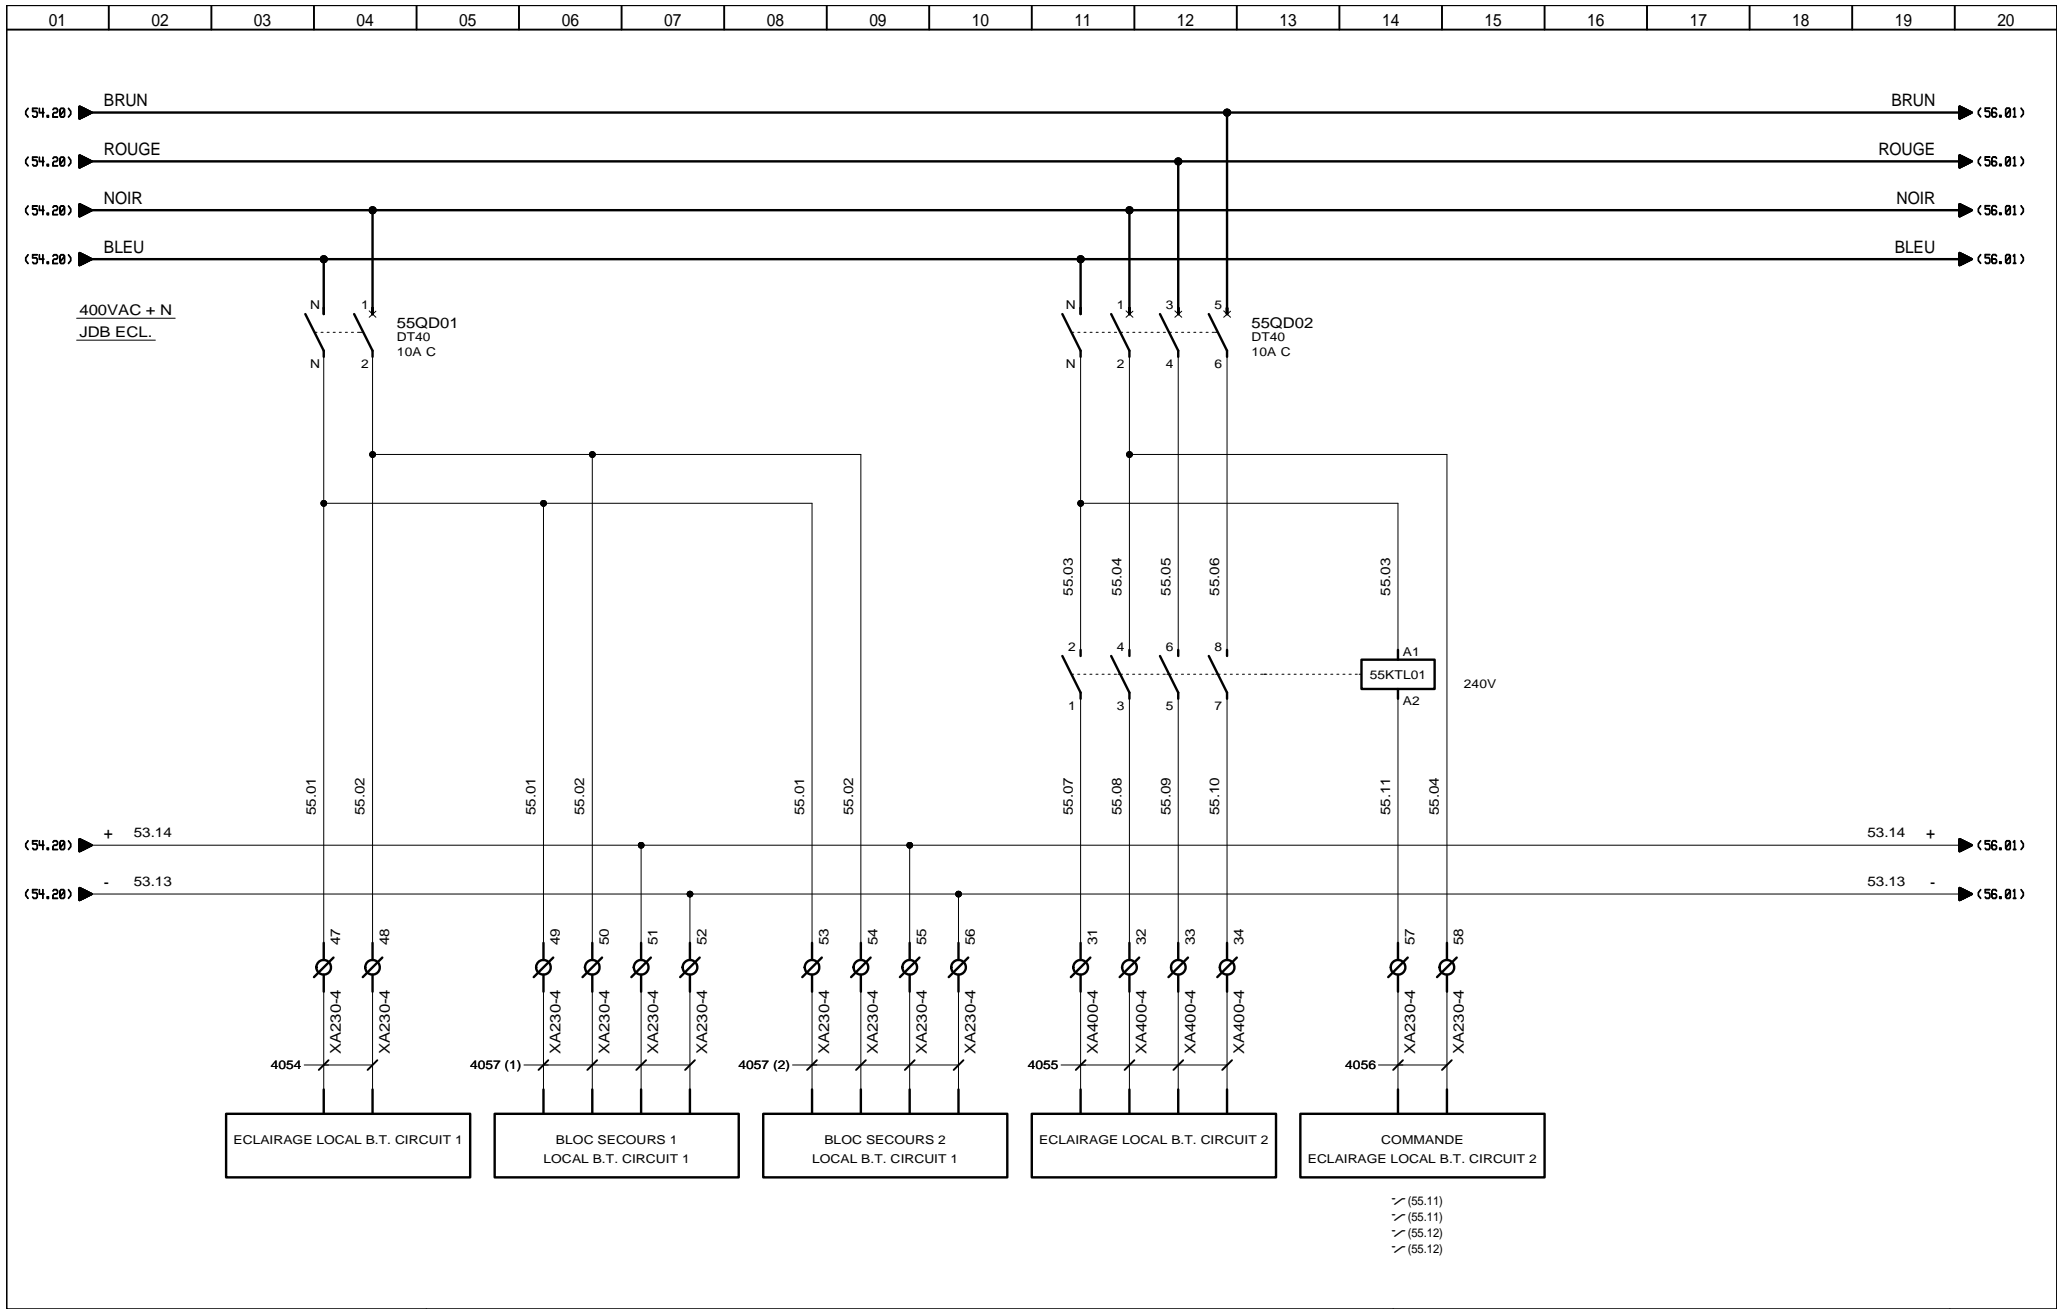 01 02 03 04 05 06 07 08 09 10 11 12 13 14 15 16 17 18 19 20
BRUN BRUN
(54.20) (56.01)
ROUGE ROUGE
(54.20) (56.01)
NOIR NOIR
(54.20) (56.01)
BLEU BLEU
(54.20) (56.01)
400VAC + N
JDB ECL.
N 1
55QD01
DT40
10A C
N 2
N 1 3 5
55QD02
DT40
10A C
N 2 4 6
55.03 55.04 55.05 55.06 55.03
2 4 6 8 A1
55KTL01 240V
1 3 5 7 A2
55.01 55.02 55.01 55.02 55.01 55.02 55.07 55.08 55.09 55.10 55.11 55.04
+ 53.14 53.14 +
(54.20) (56.01)
- 53.13 53.13 -
(54.20) (56.01)
47 48 49 50 51 52 53 54 55 56 31 32 33 34 57 58
XA230-4 XA230-4 XA230-4 XA230-4 XA230-4 XA230-4 XA230-4 XA230-4 XA230-4 XA230-4 XA400-4 XA400-4 XA400-4 XA400-4 XA230-4 XA230-4
4054 4057 (1) 4057 (2) 4055 4056
ECLAIRAGE LOCAL B.T. CIRCUIT 1
BLOC SECOURS 1
LOCAL B.T. CIRCUIT 1
BLOC SECOURS 2
LOCAL B.T. CIRCUIT 1
ECLAIRAGE LOCAL B.T. CIRCUIT 2
COMMANDE
ECLAIRAGE LOCAL B.T. CIRCUIT 2
(55.11)
(55.11)
(55.12)
(55.12)